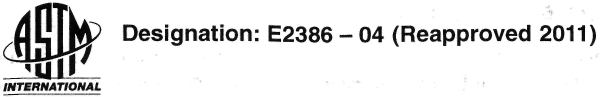 ASTM
INTERNATIONAL
Designation: E2386 – 04 (Reapproved 2011)